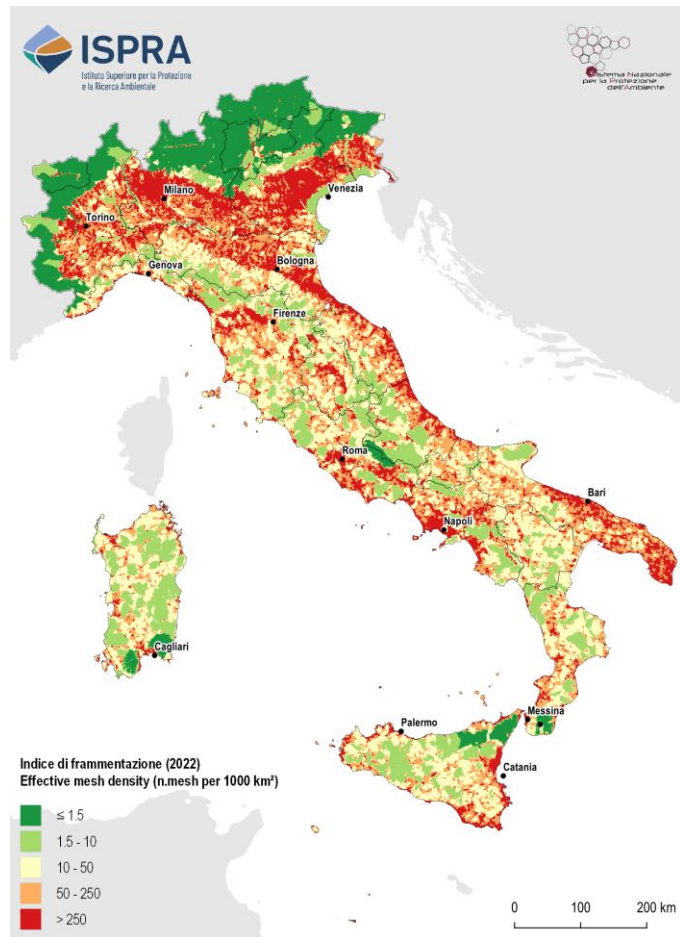 ISPRA
Istituto Superiore per la Protezione
e la Ricerca Ambientale
Sistema Nazionale
per la Protezione
dell'Ambiente
Milano
Venezia
Torino
Genova
Bologna
Firenze
Roma
Bari
Napoli
Cagliari
Messina
Palermo
Catania
Indice di frammentazione (2022)
Effective mesh density (n.mesh per 1000 km²)
≤ 1.5
1.5 - 10
10 - 50
50 - 250
> 250
0 100 200 km